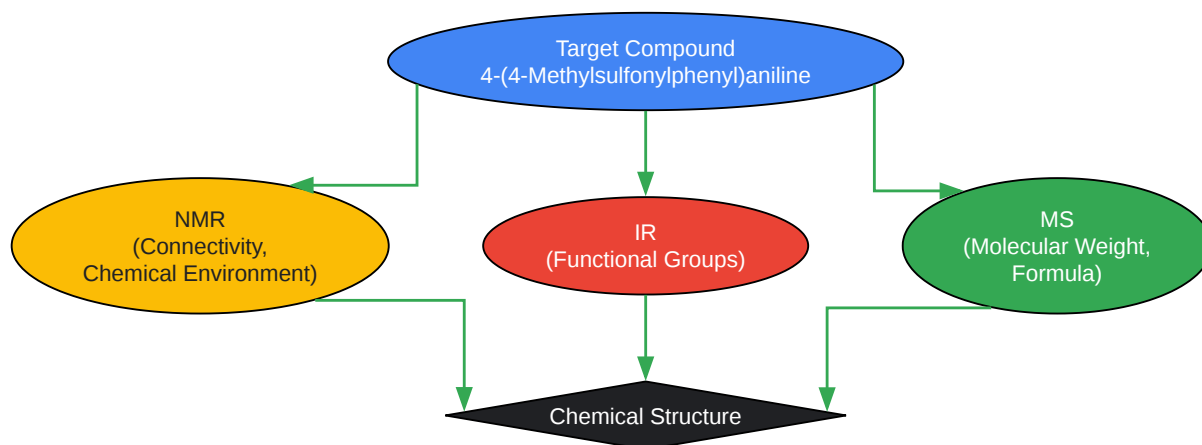 Target Compound
4-(4-Methylsulfonylphenyl)aniline
NMR
(Connectivity,
Chemical Environment)
IR
(Functional Groups)
MS
(Molecular Weight,
Formula)
Chemical Structure